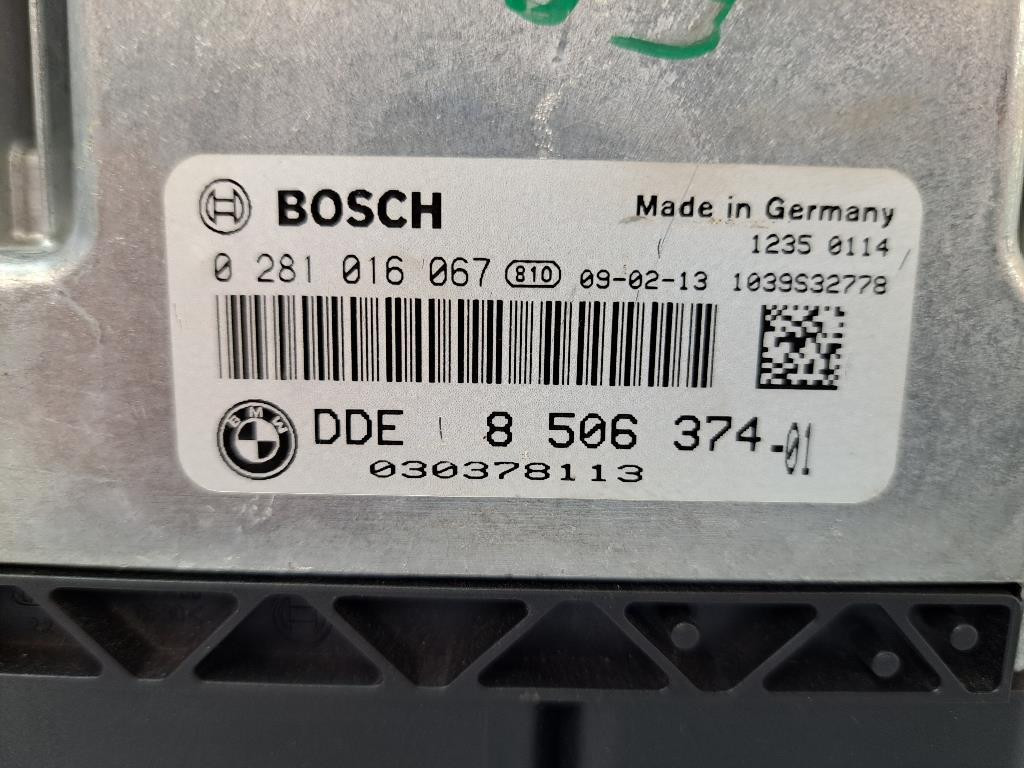 BOSCH
Made in Germany
1235 0114
0 281 016 067 810 09-02-13 1039S32778
BMW
DDE 8 506 374-01
030378113